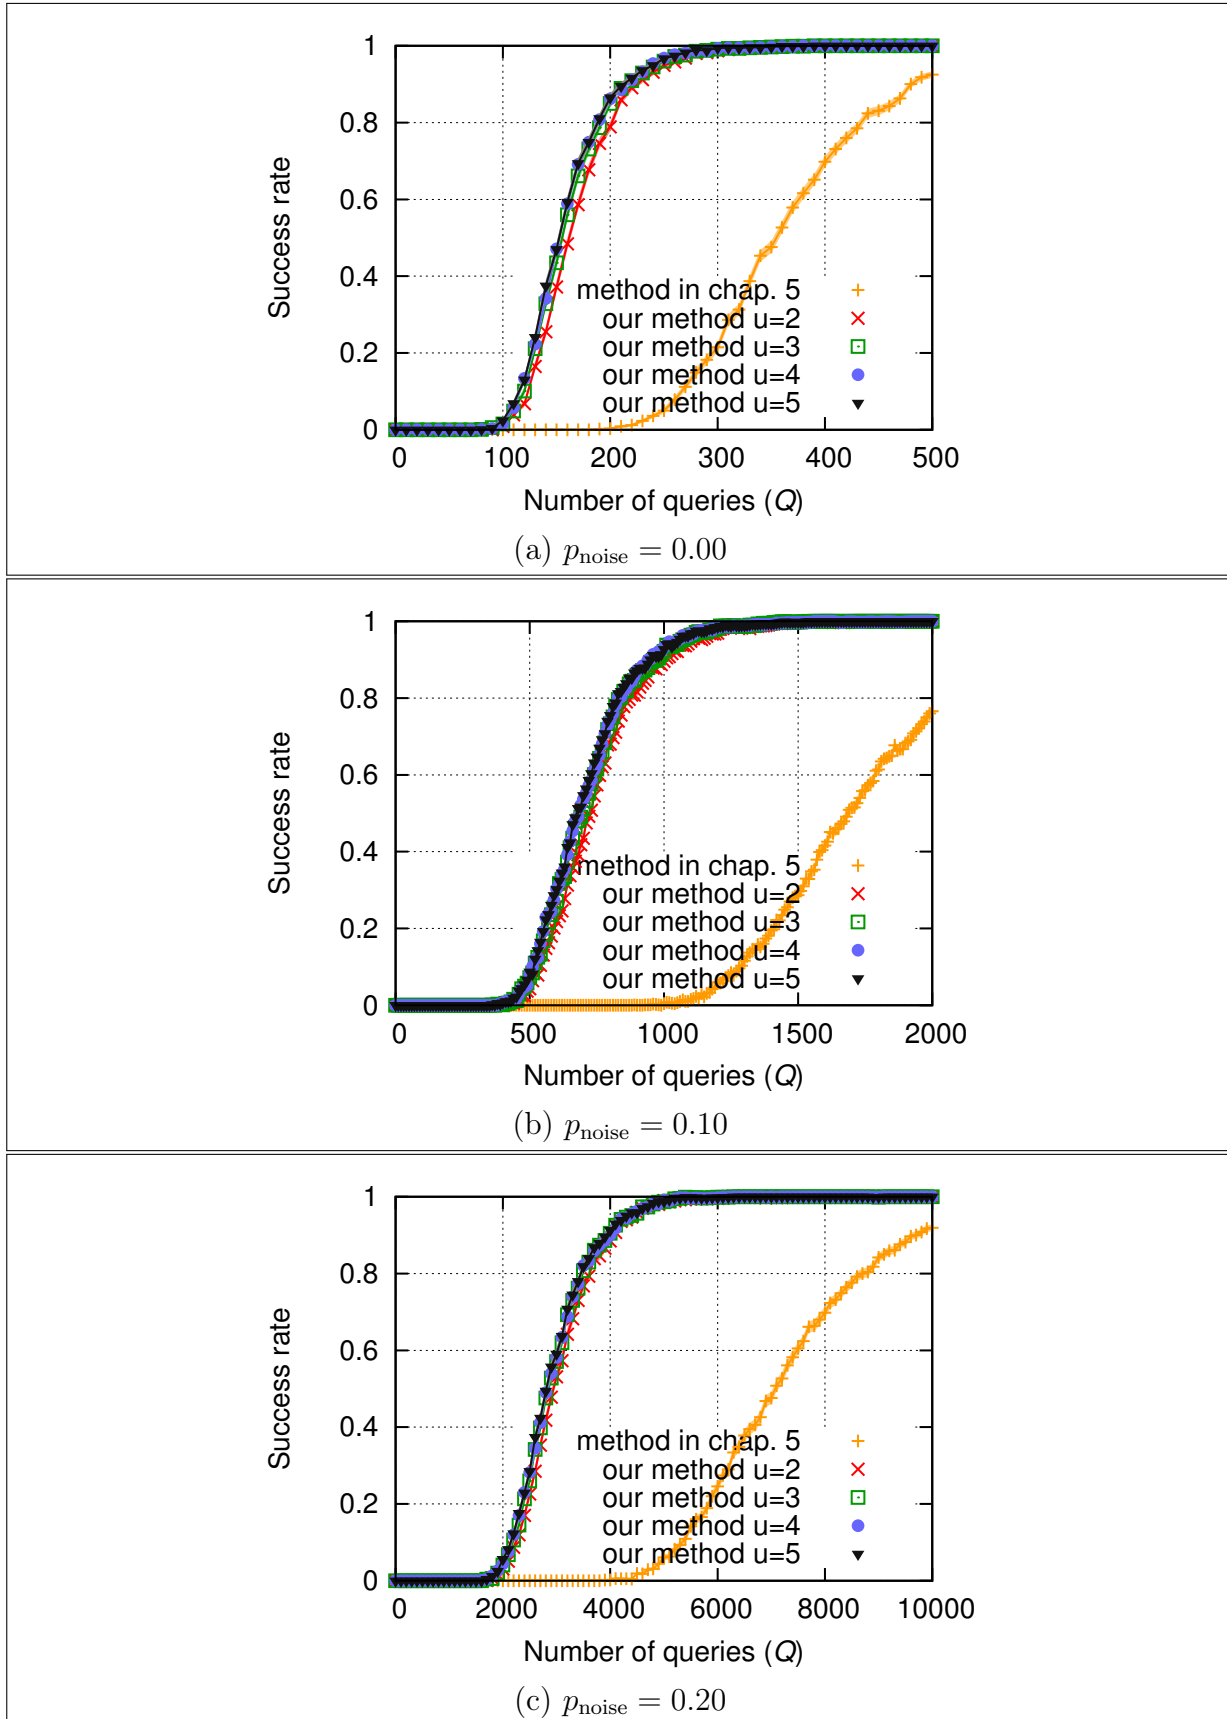 1
0.8
0.6
0.4
0.2
0
Success rate
method in chap. 5
our method u=2
our method u=3
our method u=4
our method u=5
0 100 200 300 400 500
Number of queries (Q)
(a) p_noise = 0.00
1
0.8
0.6
0.4
0.2
0
Success rate
method in chap. 5
our method u=2
our method u=3
our method u=4
our method u=5
0 500 1000 1500 2000
Number of queries (Q)
(b) p_noise = 0.10
1
0.8
0.6
0.4
0.2
0
Success rate
method in chap. 5
our method u=2
our method u=3
our method u=4
our method u=5
0 2000 4000 6000 8000 10000
Number of queries (Q)
(c) p_noise = 0.20